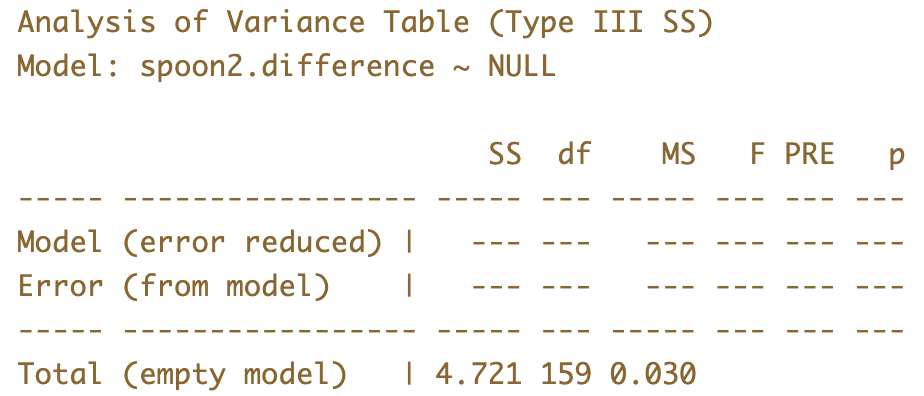 Analysis of Variance Table (Type III SS)
Model: spoon2.difference ~ NULL

                            SS  df    MS   F PRE   p
----- ----------------- ----- --- ----- --- --- ---
Model (error reduced) |   --- ---   --- --- --- ---
Error (from model)    |   --- ---   --- --- --- ---
----- ----------------- ----- --- ----- --- --- ---
Total (empty model)   | 4.721 159 0.030